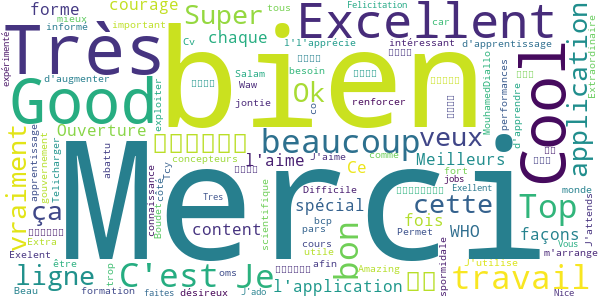 forme
courage
mieux
informé
important
Super
tous
Felicitation
Excellent
car
expérimenté
Très
chaque
l'l'apprécie
intéressant
d'apprentissage
Extraordinaire
d'augmenter
Cv
Salam
besoin
Waw
jontie
exploiter
bien
Ok
co
renforcer
Cool
MouhamedDiallo
performances
d'apprendre
application
Good
Ouverture
beaucoup
veux
vraiment
apprentissage
gouvernement
Telicharger
abattu
concepteurs
l'aime
J'aime
Ce
comme
Meilleurs
fort
jobs
Difficile
Exellent
monde
Merci
connaissance
Boudet
côté
rcy
Tres
scientifique
spécial
cette
Top
J'attends
ça
content
bcp
pars
fois
WHO
façons
Extra
cours
utile
Permet
spormidale
Vous
m'arrange
Exelent
être
trop
bon
J'utilise
ligne
C'est
Je
oms
afin
l'application
Amazing
travail
Beau
formation
faites
désireux
J'ado
Nice